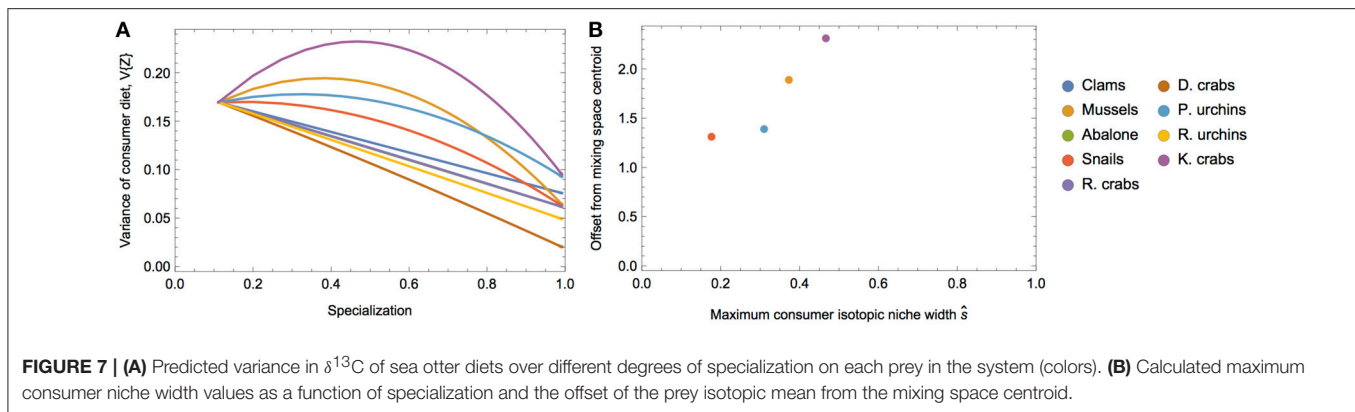 A
B
Variance of consumer diet, V{Z}
0.20
0.15
0.10
0.05
0.00
0.0 0.2 0.4 0.6 0.8 1.0
Specialization
Offset from mixing space centroid
2.0
1.5
1.0
0.5
0.0
0.0 0.2 0.4 0.6 0.8 1.0
Maximum consumer isotopic niche width ŝ
Clams
Mussels
Abalone
Snails
R. crabs
D. crabs
P. urchins
R. urchins
K. crabs
FIGURE 7 | (A) Predicted variance in δ13C of sea otter diets over different degrees of specialization on each prey in the system (colors). (B) Calculated maximum
consumer niche width values as a function of specialization and the offset of the prey isotopic mean from the mixing space centroid.